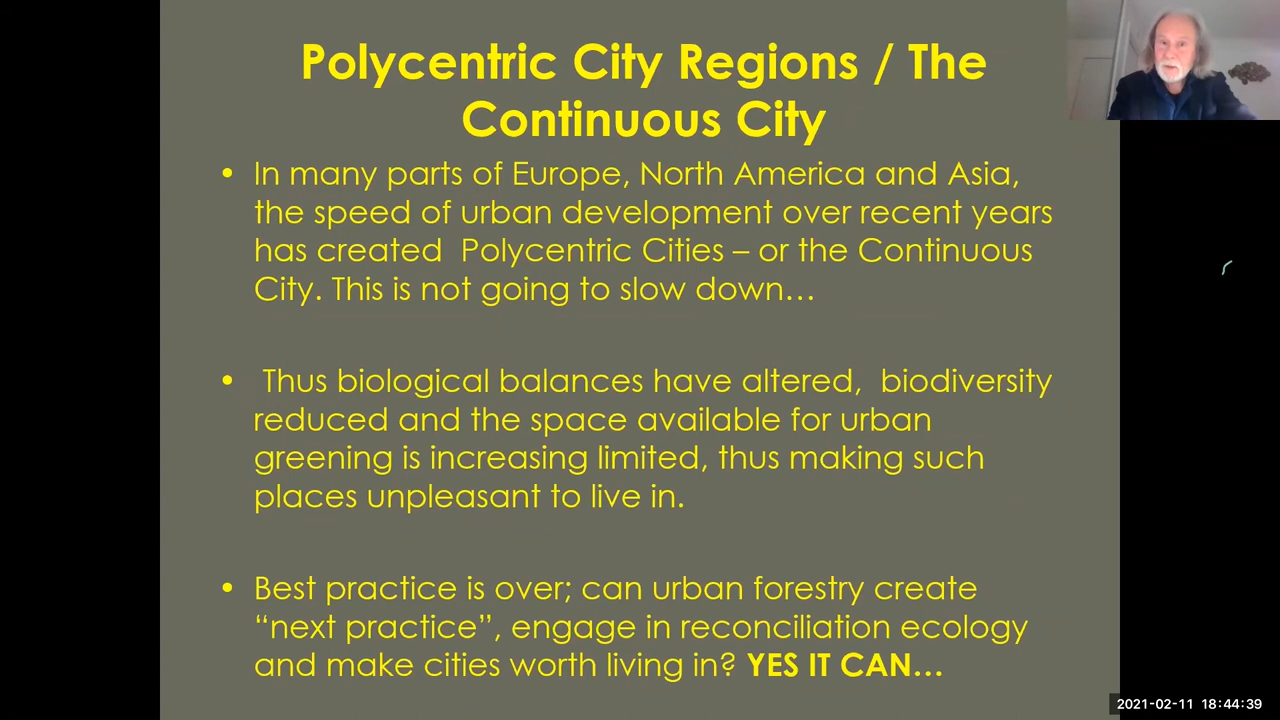 Polycentric City Regions / The
Continuous City
• In many parts of Europe, North America and Asia,
the speed of urban development over recent years
has created  Polycentric Cities – or the Continuous
City. This is not going to slow down…
•  Thus biological balances have altered,  biodiversity
reduced and the space available for urban
greening is increasing limited, thus making such
places unpleasant to live in.
• Best practice is over; can urban forestry create
“next practice”, engage in reconciliation ecology
and make cities worth living in? YES IT CAN…
2021-02-11 18:44:39